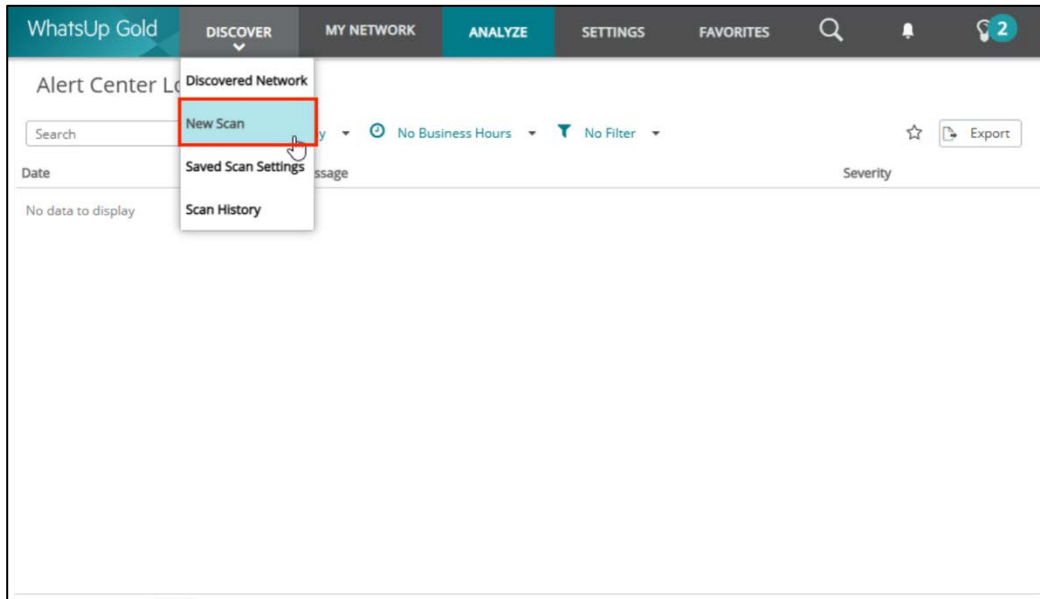 WhatsUp Gold DISCOVER MY NETWORK ANALYZE SETTINGS FAVORITES 2
Alert Center Lo
Discovered Network
New Scan
Saved Scan Settings
Scan History
Search y No Business Hours No Filter Export
Date ssage Severity
No data to display